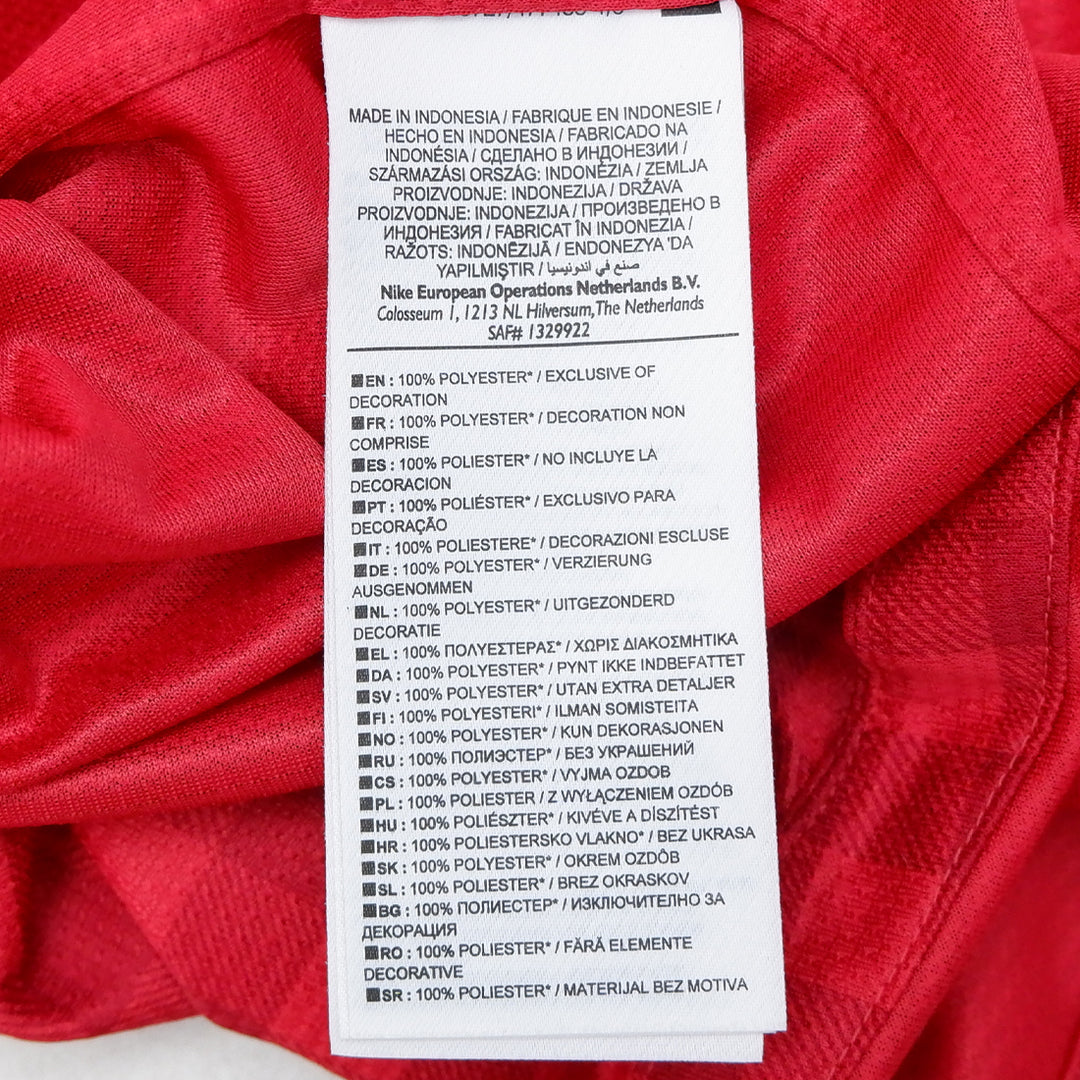 MADE IN INDONESIA / FABRIQUE EN INDONESIE /
HECHO EN INDONESIA / FABRICADO NA
INDONÉSIA / СДЕЛАНО В ИНДОНЕЗИИ /
SZÁRMAZÁSI ORSZÁG: INDONÉZIA / ZEMLJA
PROIZVODNJE: INDONEZIJA / DRŽAVA
PROIZVODNJE: INDONEZIJA / ПРОИЗВЕДЕНО В
ИНДОНЕЗИЯ / FABRICAT ÎN INDONEZIA /
RAŽOTS: INDONĒZIJĀ / ENDONEZYA 'DA
YAPILMIŞTIR / صنع في اندونيسيا
Nike European Operations Netherlands B.V.
Colosseum 1, 1213 NL Hilversum,The Netherlands
SAF# 1329922
EN : 100% POLYESTER* / EXCLUSIVE OF
DECORATION
FR : 100% POLYESTER* / DECORATION NON
COMPRISE
ES : 100% POLIESTER* / NO INCLUYE LA
DECORACION
PT : 100% POLIÉSTER* / EXCLUSIVO PARA
DECORAÇÃO
IT : 100% POLIESTERE* / DECORAZIONI ESCLUSE
DE : 100% POLYESTER* / VERZIERUNG
AUSGENOMMEN
NL : 100% POLYESTER* / UITGEZONDERD
DECORATIE
EL : 100% ΠΟΛΥΕΣΤΕΡΑΣ* / ΧΩΡΙΣ ΔΙΑΚΟΣΜΗΤΙΚΑ
DA : 100% POLYESTER* / PYNT IKKE INDBEFATTET
SV : 100% POLYESTER* / UTAN EXTRA DETALJER
FI : 100% POLYESTERI* / ILMAN SOMISTEITA
NO : 100% POLYESTER* / KUN DEKORASJONEN
RU : 100% ПОЛИЭСТЕР* / БЕЗ УКРАШЕНИЙ
CS : 100% POLYESTER* / VYJMA OZDOB
PL : 100% POLIESTER / Z WYŁĄCZENIEM OZDÓB
HU : 100% POLIÉSZTER* / KIVÉVE A DÍSZÍTÉST
HR : 100% POLIESTERSKO VLAKNO* / BEZ UKRASA
SK : 100% POLYESTER* / OKREM OZDÔB
SL : 100% POLIESTER* / BREZ OKRASKOV
BG : 100% ПОЛИЕСТЕР* / ИЗКЛЮЧИТЕЛНО ЗА
ДЕКОРАЦИЯ
RO : 100% POLIESTER* / FĂRĂ ELEMENTE
DECORATIVE
SR : 100% POLIESTER* / MATERIJAL BEZ MOTIVA